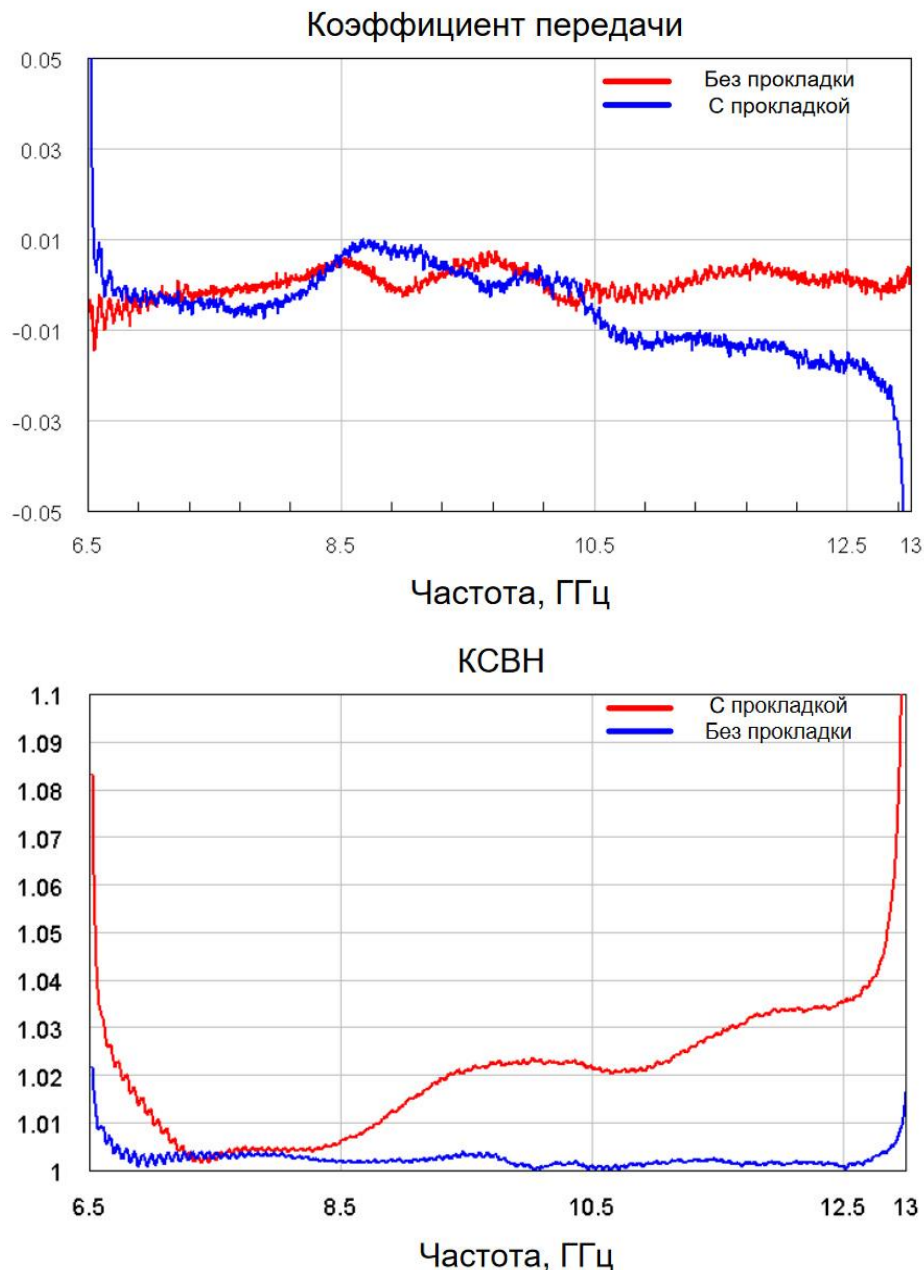 Коэффициент передачи
0.05
Без прокладки
С прокладкой
0.03
0.01
-0.01
-0.03
-0.05
6.5 8.5 10.5 12.5 13
Частота, ГГц
КСВН
1.1
С прокладкой
Без прокладки
1.09
1.08
1.07
1.06
1.05
1.04
1.03
1.02
1.01
1
6.5 8.5 10.5 12.5 13
Частота, ГГц